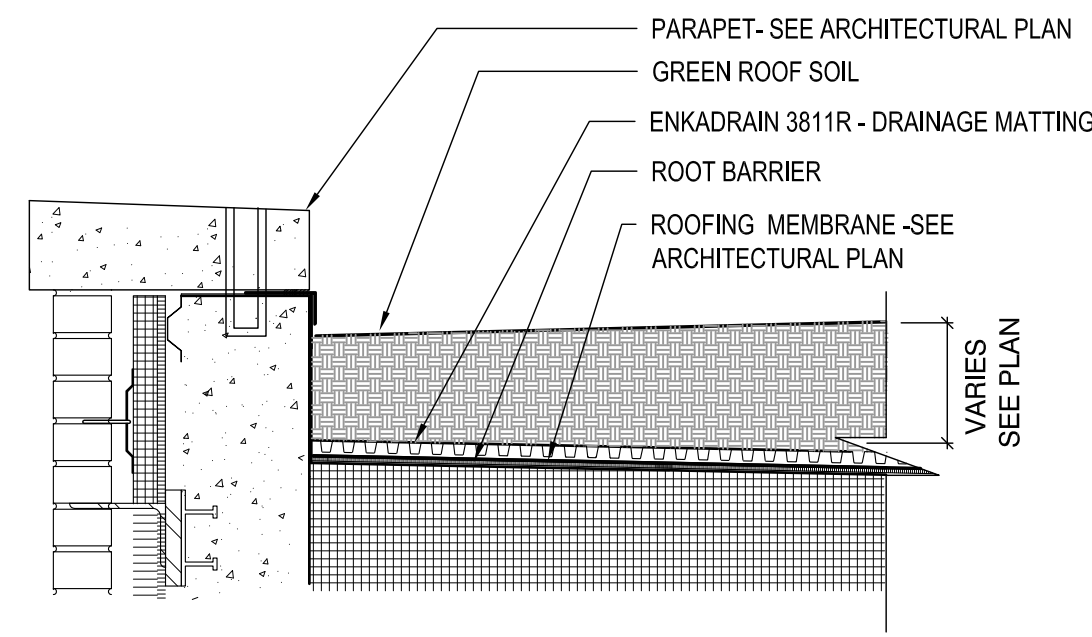 PARAPET- SEE ARCHITECTURAL PLAN
GREEN ROOF SOIL
ENKADRAIN 3811R - DRAINAGE MATTING
ROOT BARRIER
ROOFING MEMBRANE -SEE
ARCHITECTURAL PLAN
VARIES
SEE PLAN